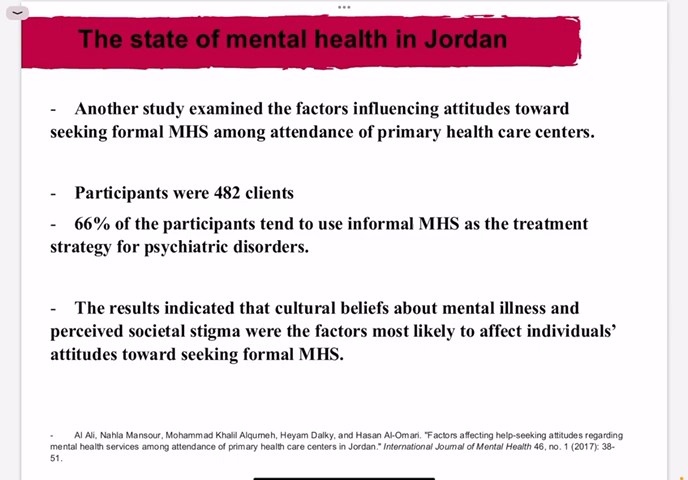 The state of mental health in Jordan
- Another study examined the factors influencing attitudes toward
seeking formal MHS among attendance of primary health care centers.
- Participants were 482 clients
- 66% of the participants tend to use informal MHS as the treatment
strategy for psychiatric disorders.
- The results indicated that cultural beliefs about mental illness and
perceived societal stigma were the factors most likely to affect individuals’
attitudes toward seeking formal MHS.
- Al Ali, Nahla Mansour, Mohammad Khalil Alqumeh, Heyam Dalky, and Hasan Al-Omari. "Factors affecting help-seeking attitudes regarding
mental health services among attendance of primary health care centers in Jordan." International Journal of Mental Health 46, no. 1 (2017): 38-
51.